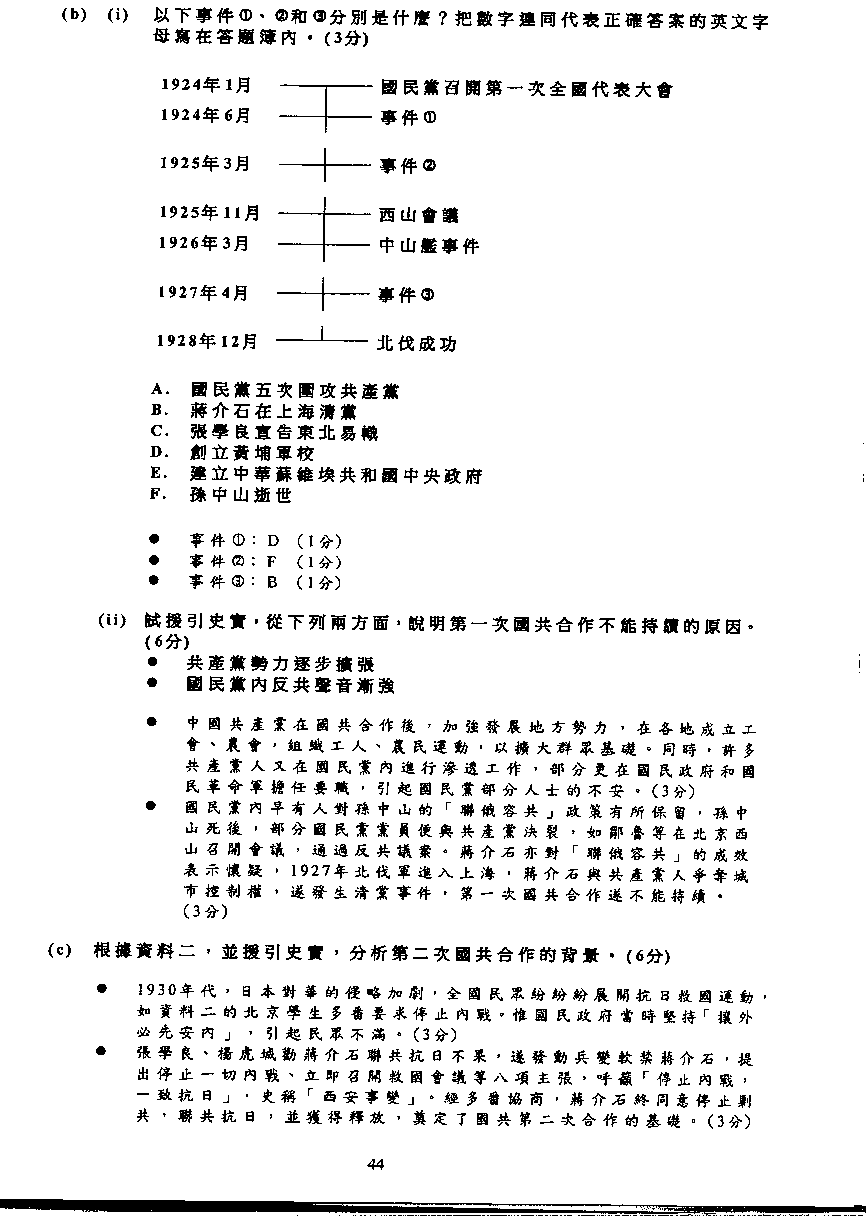 (b) (i) 以下事件①、②和③分別是什麼？把數字連同代表正確答案的英文字
母寫在答題簿內。(3分)
1924年1月 國民黨召開第一次全國代表大會
1924年6月 事件①
1925年3月 事件②
1925年11月 西山會議
1926年3月 中山艦事件
1927年4月 事件③
1928年12月 北伐成功
A. 國民黨五次圍攻共產黨
B. 蔣介石在上海清黨
C. 張學良宣告東北易幟
D. 創立黃埔軍校
E. 建立中華蘇維埃共和國中央政府
F. 孫中山逝世
● 事件①：D (1分)
● 事件②：F (1分)
● 事件③：B (1分)
(ii) 試援引史實，從下列兩方面，說明第一次國共合作不能持續的原因。
(6分)
● 共產黨勢力逐步擴張
● 國民黨內反共聲音漸強
● 中國共產黨在國共合作後，加強發展地方勢力，在各地成立工
會、農會，組織工人、農民運動，以擴大群眾基礎。同時，許多
共產黨人又在國民黨內進行滲透工作，部分更在國民政府和國
民革命軍擔任要職，引起國民黨部分人士的不安。(3分)
● 國民黨內早有人對孫中山的「聯俄容共」政策有所保留，孫中
山死後，部分國民黨黨員便與共產黨決裂，如鄒魯等在北京西
山召開會議，通過反共議案。蔣介石亦對「聯俄容共」的成效
表示懷疑，1927年北伐軍進入上海，蔣介石與共產黨人爭奪城
市控制權，遂發生清黨事件，第一次國共合作遂不能持續。
(3分)
(c) 根據資料二，並援引史實，分析第二次國共合作的背景。(6分)
● 1930年代，日本對華的侵略加劇，全國民眾紛紛紛展開抗日救國運動，
如資料二的北京學生多番要求停止內戰。惟國民政府當時堅持「攘外
必先安內」，引起民眾不滿。(3分)
● 張學良、楊虎城勸蔣介石聯共抗日不果，遂發動兵變軟禁蔣介石，提
出停止一切內戰、立即召開救國會議等八項主張，呼籲「停止內戰，
一致抗日」，史稱「西安事變」。經多番協商，蔣介石終同意停止剿
共，聯共抗日，並獲得釋放，奠定了國共第二次合作的基礎。(3分)
44